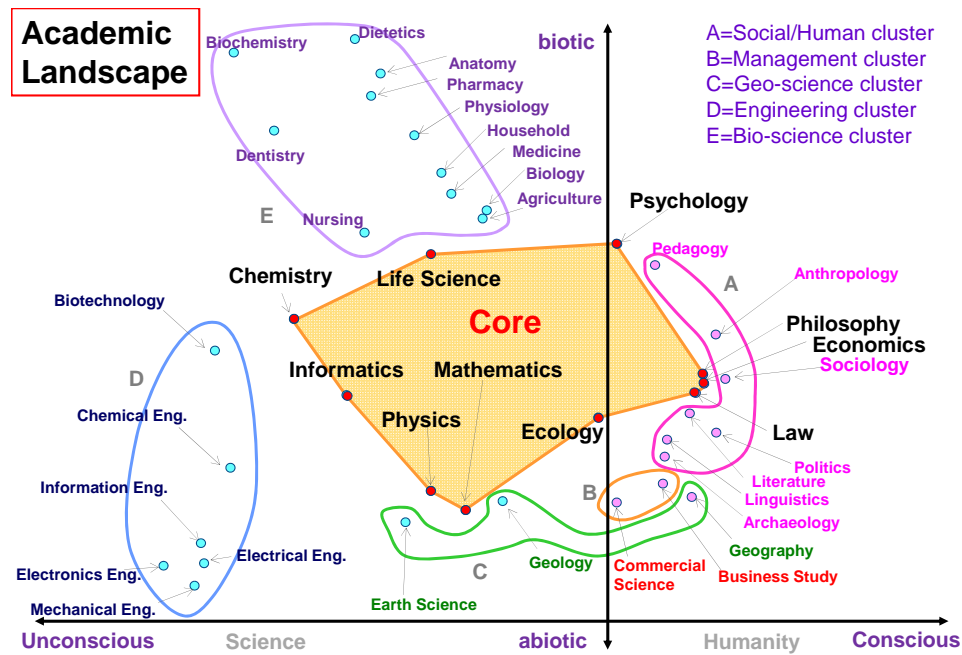 Academic
Landscape
Biochemistry
Dietetics
Anatomy
Pharmacy
Physiology
Household
Medicine
Biology
Agriculture
Dentistry
Nursing
E
biotic
A=Social/Human cluster
B=Management cluster
C=Geo-science cluster
D=Engineering cluster
E=Bio-science cluster
Psychology
Pedagogy
A
Anthropology
Philosophy
Economics
Sociology
Law
Politics
Literature
Linguistics
Archaeology
Geography
Business Study
Commercial
Science
B
Chemistry
Life Science
Core
Informatics
Mathematics
Physics
Ecology
Biotechnology
D
Chemical Eng.
Information Eng.
Electrical Eng.
Electronics Eng.
Mechanical Eng.
C
Geology
Earth Science
Unconscious
Science
abiotic
Humanity
Conscious